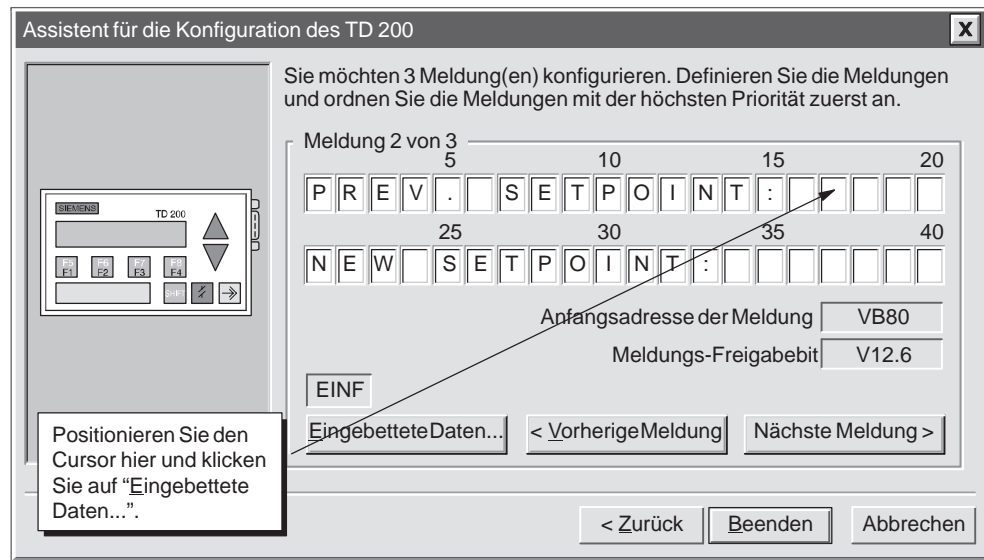 Assistent für die Konfiguration des TD 200
X
Sie möchten 3 Meldung(en) konfigurieren. Definieren Sie die Meldungen
und ordnen Sie die Meldungen mit der höchsten Priorität zuerst an.
Meldung 2 von 3
5 10 15 20
PREV. SETPOINT:
25 30 35 40
NEW SETPOINT:
Anfangsadresse der Meldung VB80
Meldungs-Freigabebit V12.6
EINF
Eingebettete Daten... < Vorherige Meldung Nächste Meldung >
SIEMENS
TD 200
F5 F6 F7 F8
F1 F2 F3 F4
SHIFT
Positionieren Sie den
Cursor hier und klicken
Sie auf “Eingebettete
Daten...”.
< Zurück Beenden Abbrechen